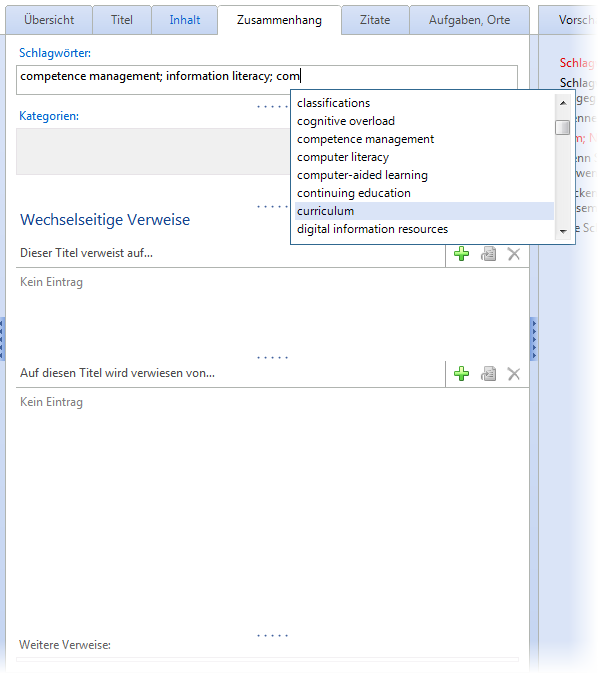 Übersicht Titel Inhalt Zusammenhang Zitate Aufgaben, Orte Vorsch
Schlagwörter:
competence management; information literacy; com
Kategorien:
classifications
cognitive overload
competence management
computer literacy
computer-aided learning
continuing education
curriculum
digital information resources
Wechselseitige Verweise
Dieser Titel verweist auf...
Kein Eintrag
Auf diesen Titel wird verwiesen von...
Kein Eintrag
Weitere Verweise:
Schlag
Schlag